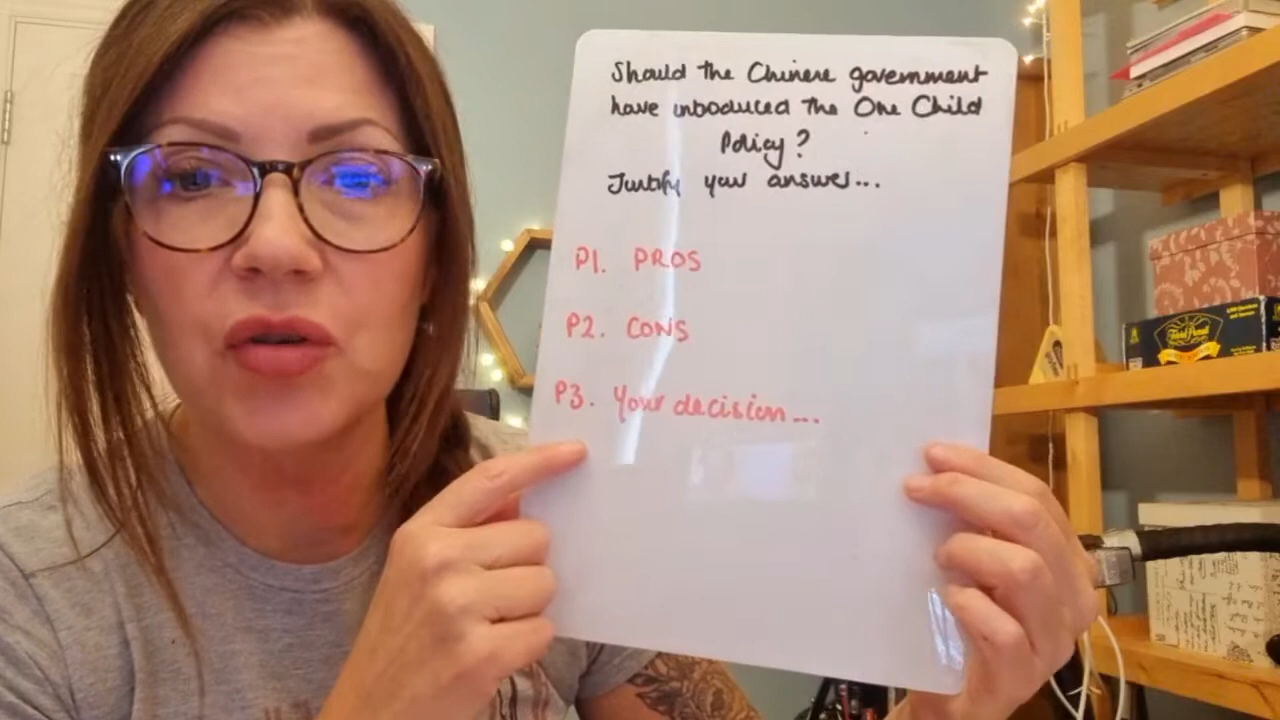 Should the Chinese government
have introduced the One Child
Policy?
Justify your answer...
P1. PROS
P2. CONS
P3. Your decision...